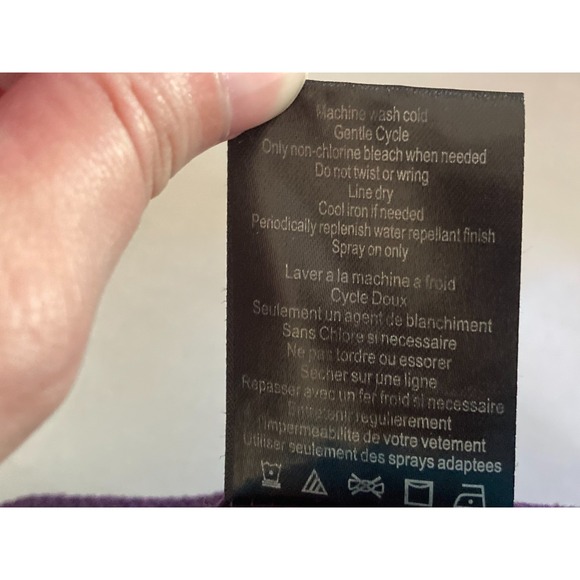 Machine wash cold
Gentle Cycle
Only non-chlorine bleach when needed
Do not twist or wring
Line dry
Cool iron if needed
Periodically replenish water repellant finish
Spray on only
Laver a la machine a froid
Cycle Doux
Seulement un agent de blanchiment
Sans Chlore si necessaire
Ne pas tordre ou essorer
Secher sur une ligne
Repasser avec un fer froid si necessaire
Entretenir regulierement
l'impermeabilite de votre vetement
Utiliser seulement des sprays adaptees